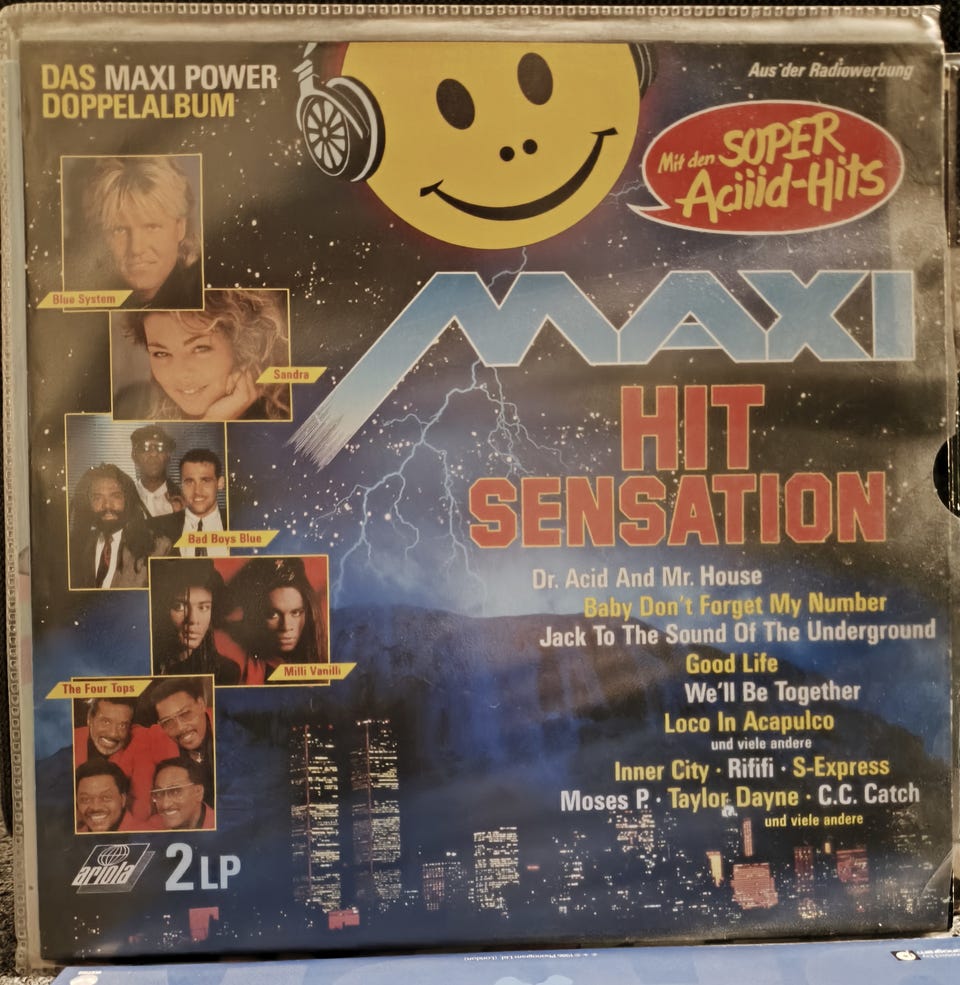 DAS MAXI POWER
DOPPELALBUM
Aus der Radiowerbung
Mit den SUPER
Aciiid-Hits
Blue System
Sandra
Bad Boys Blue
Milli Vanilli
The Four Tops
MAXI
HIT
SENSATION
Dr. Acid And Mr. House
Baby Don't Forget My Number
Jack To The Sound Of The Underground
Good Life
We'll Be Together
Loco In Acapulco
und viele andere
Inner City · Rififi · S-Express
Moses P. · Taylor Dayne · C.C. Catch
und viele andere
ariola
2 LP